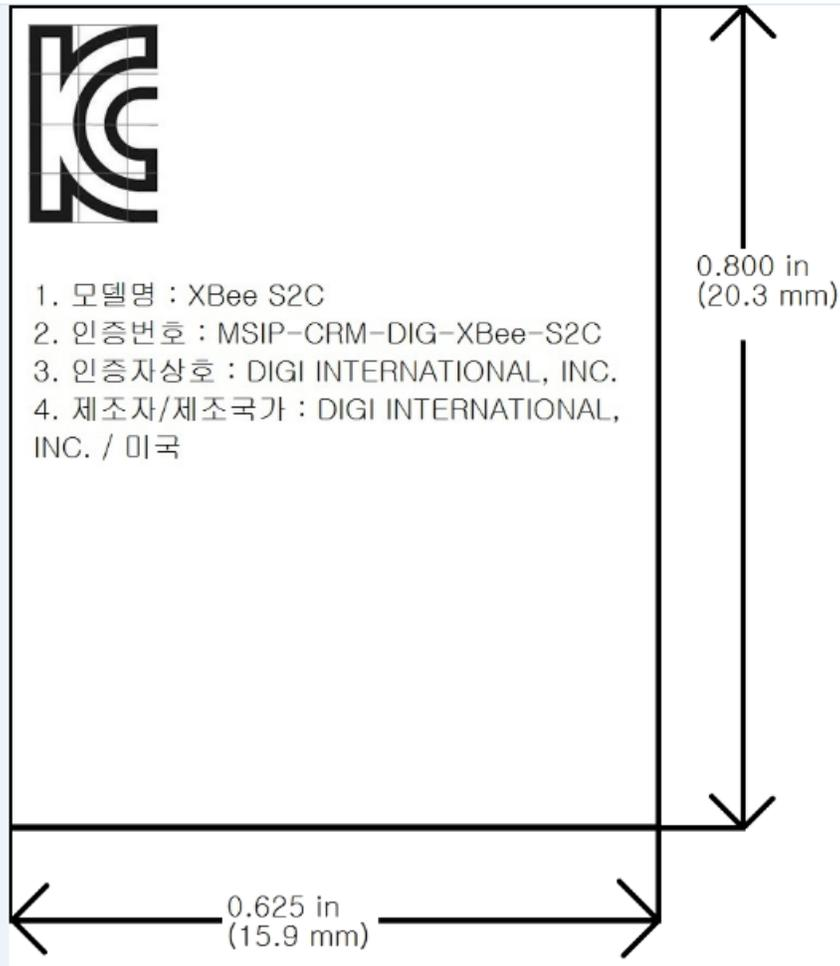 KC
1. 모델명 : XBee S2C
2. 인증번호 : MSIP-CRM-DIG-XBee-S2C
3. 인증자상호 : DIGI INTERNATIONAL, INC.
4. 제조자/제조국가 : DIGI INTERNATIONAL,
INC. / 미국
0.800 in
(20.3 mm)
0.625 in
(15.9 mm)